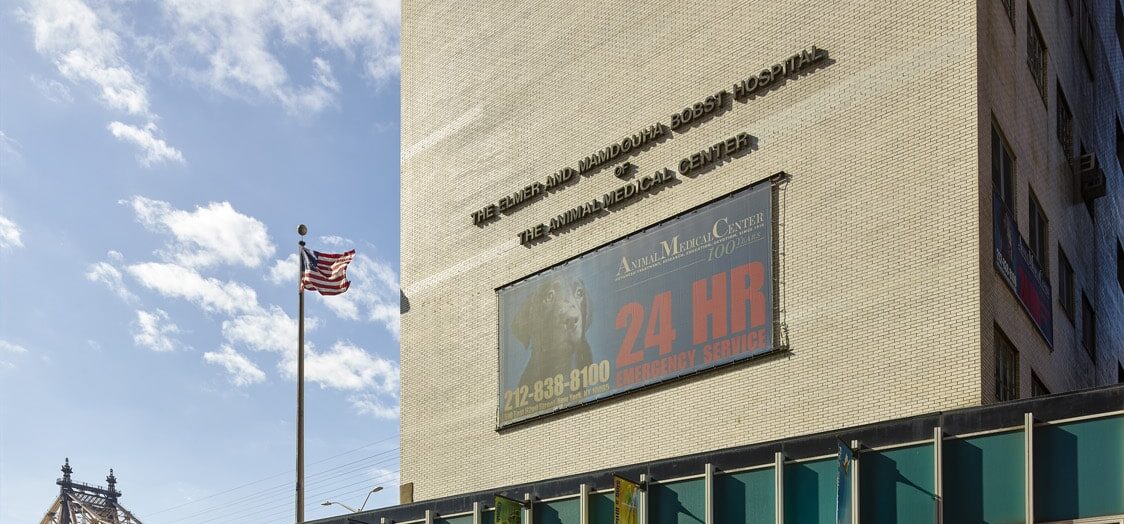 THE ELMER AND MAMDOUHA BOBST HOSPITAL
OF
THE ANIMAL MEDICAL CENTER
ANIMAL MEDICAL CENTER
100 YEARS
24 HR
EMERGENCY SERVICE
212-838-8100